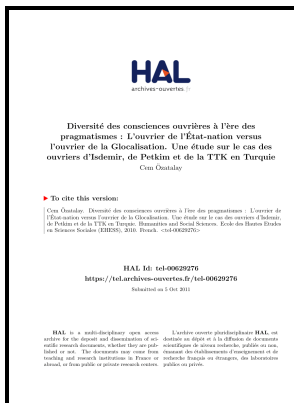 HAL
archives-ouvertes.fr
Diversité des consciences ouvrières à l'ère des
pragmatismes : L'ouvrier de l'État-nation versus
l'ouvrier de la Glocalisation. Une étude sur le cas des
ouvriers d'Isdemir, de Petkim et de la TTK en Turquie
Cem Özatalay
▶ To cite this version:
Cem Özatalay. Diversité des consciences ouvrières à l'ère des pragmatismes : L'ouvrier de
l'État-nation versus l'ouvrier de la Glocalisation. Une étude sur le cas des ouvriers d'Isdemir,
de Petkim et de la TTK en Turquie. Humanities and Social Sciences. Ecole des Hautes Etudes
en Sciences Sociales (EHESS), 2010. French. <tel-00629276>
HAL Id: tel-00629276
https://tel.archives-ouvertes.fr/tel-00629276
Submitted on 5 Oct 2011
HAL is a multi-disciplinary open access
archive for the deposit and dissemination of sci-
entific research documents, whether they are pub-
lished or not. The documents may come from
teaching and research institutions in France or
abroad, or from public or private research centers.
L'archive ouverte pluridisciplinaire HAL, est
destinée au dépôt et à la diffusion de documents
scientifiques de niveau recherche, publiés ou non,
émanant des établissements d'enseignement et de
recherche français ou étrangers, des laboratoires
publics ou privés.